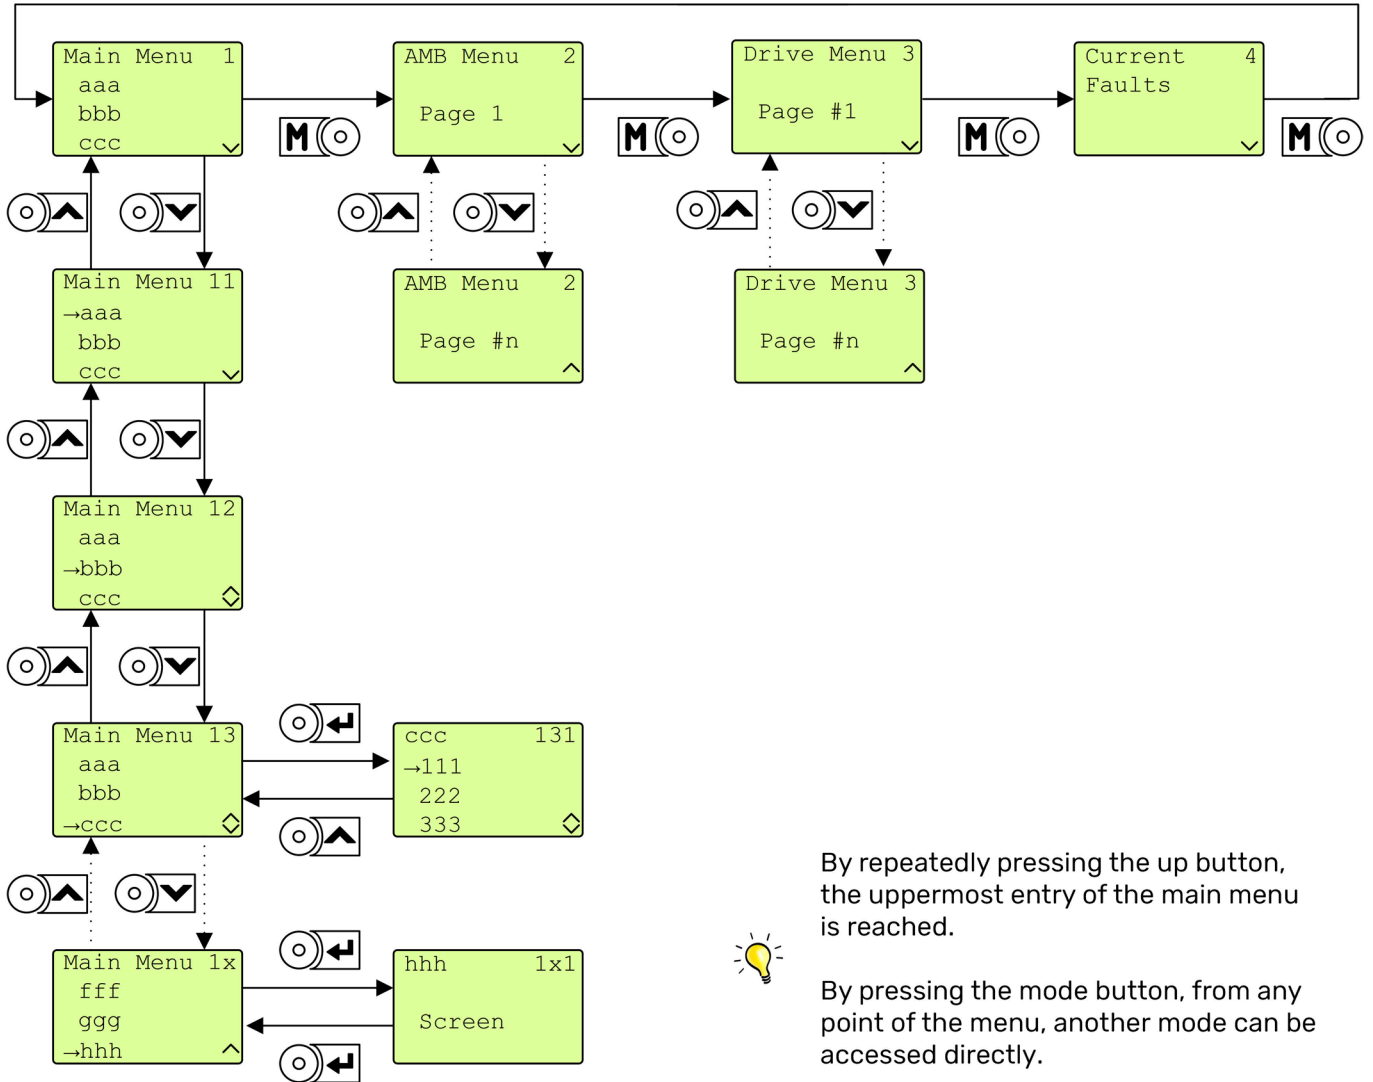 Main Menu 1
aaa
bbb
ccc
AMB Menu 2
Page 1
Drive Menu 3
Page #1
Current 4
Faults
M
M
M
M
Main Menu 11
→aaa
bbb
ccc
AMB Menu 2
Page #n
Drive Menu 3
Page #n
Main Menu 12
aaa
→bbb
ccc
Main Menu 13
aaa
bbb
→ccc
ccc 131
→111
222
333
Main Menu 1x
fff
ggg
→hhh
hhh 1x1
Screen
By repeatedly pressing the up button,
the uppermost entry of the main menu
is reached.
By pressing the mode button, from any
point of the menu, another mode can be
accessed directly.